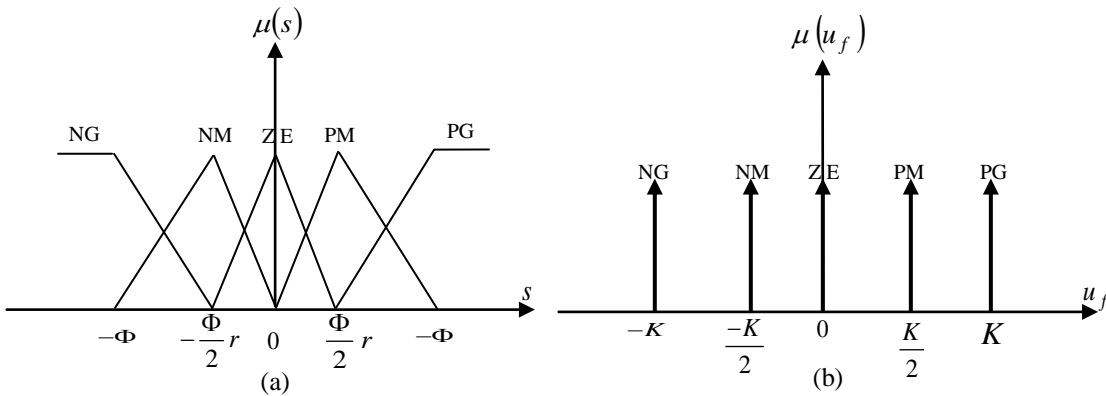 μ(s)
NG NM ZE PM PG
s
−Φ −Φ/2 r 0 Φ/2 r −Φ
(a)
μ(u_f)
NG NM ZE PM PG
u_f
−K −K/2 0 K/2 K
(b)